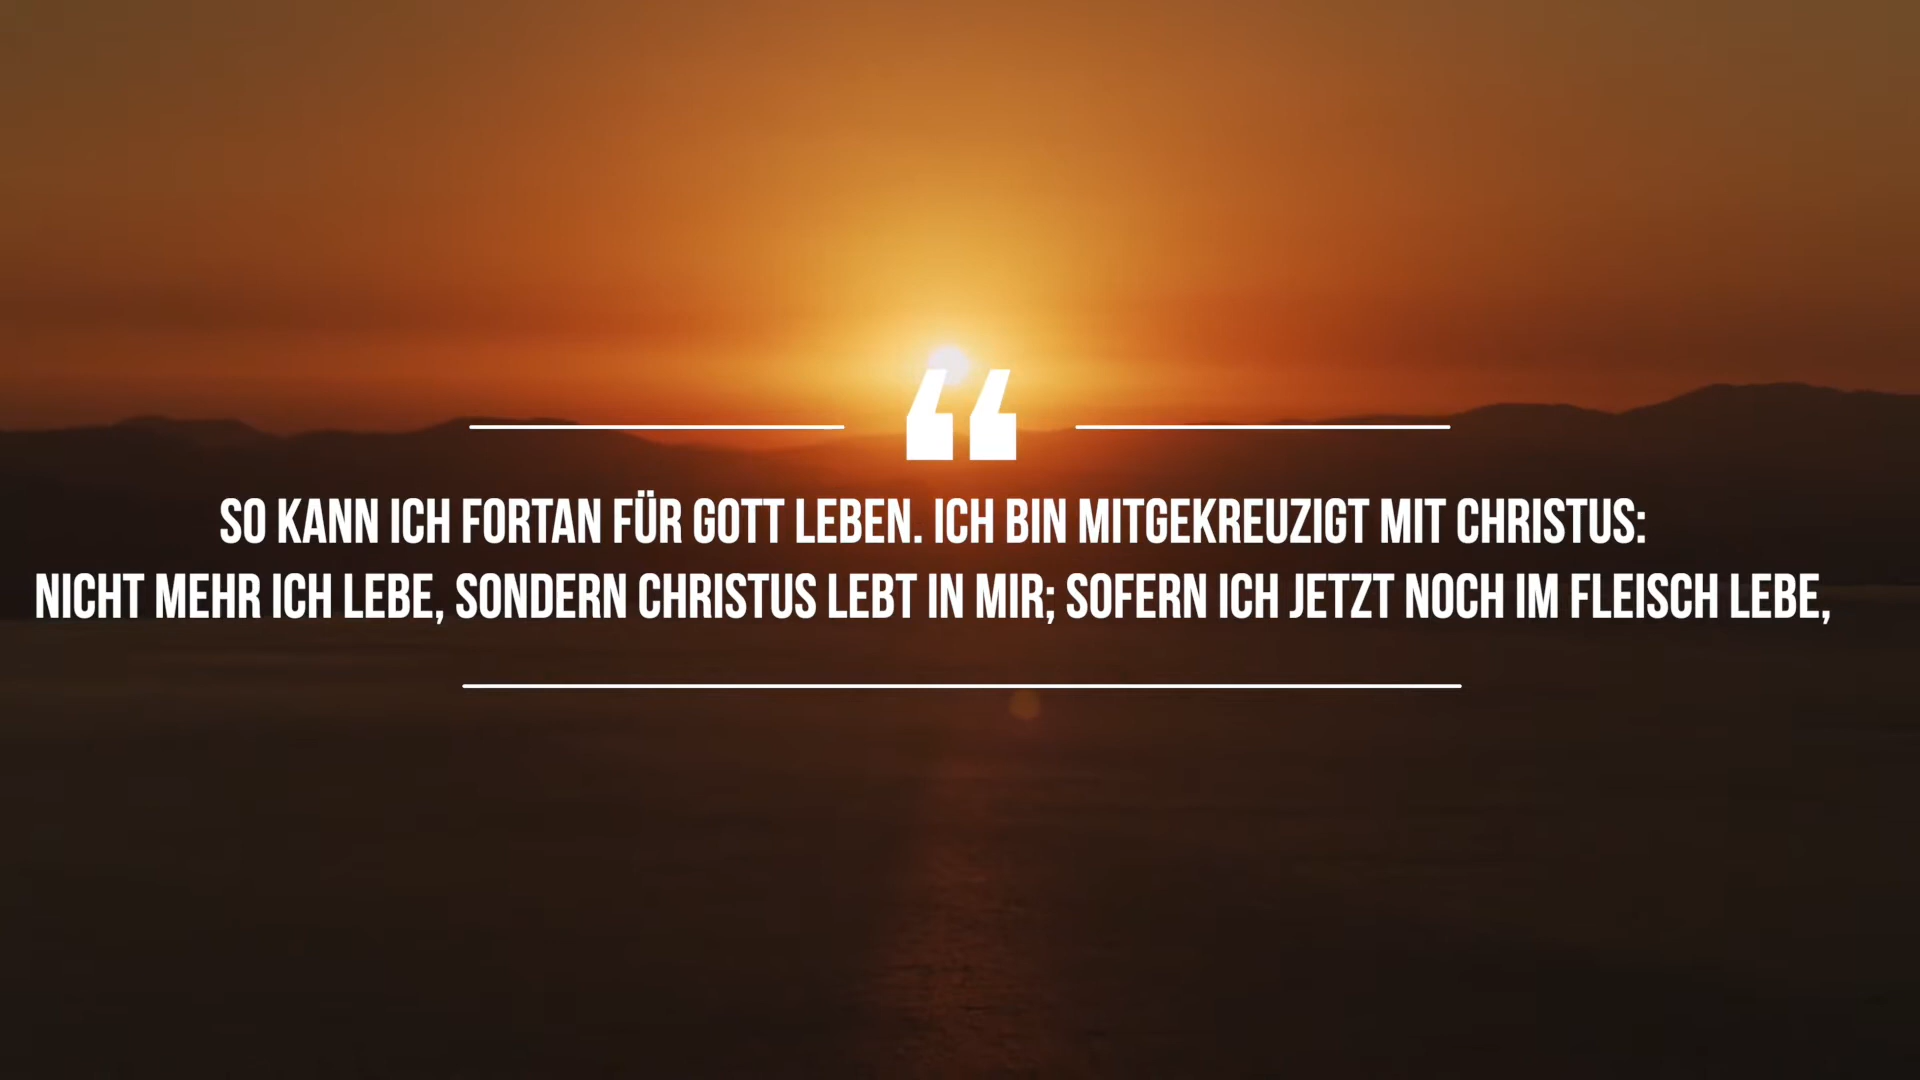 “
SO KANN ICH FORTAN FÜR GOTT LEBEN. ICH BIN MITGEKREUZIGT MIT CHRISTUS:
NICHT MEHR ICH LEBE, SONDERN CHRISTUS LEBT IN MIR; SOFERN ICH JETZT NOCH IM FLEISCH LEBE,